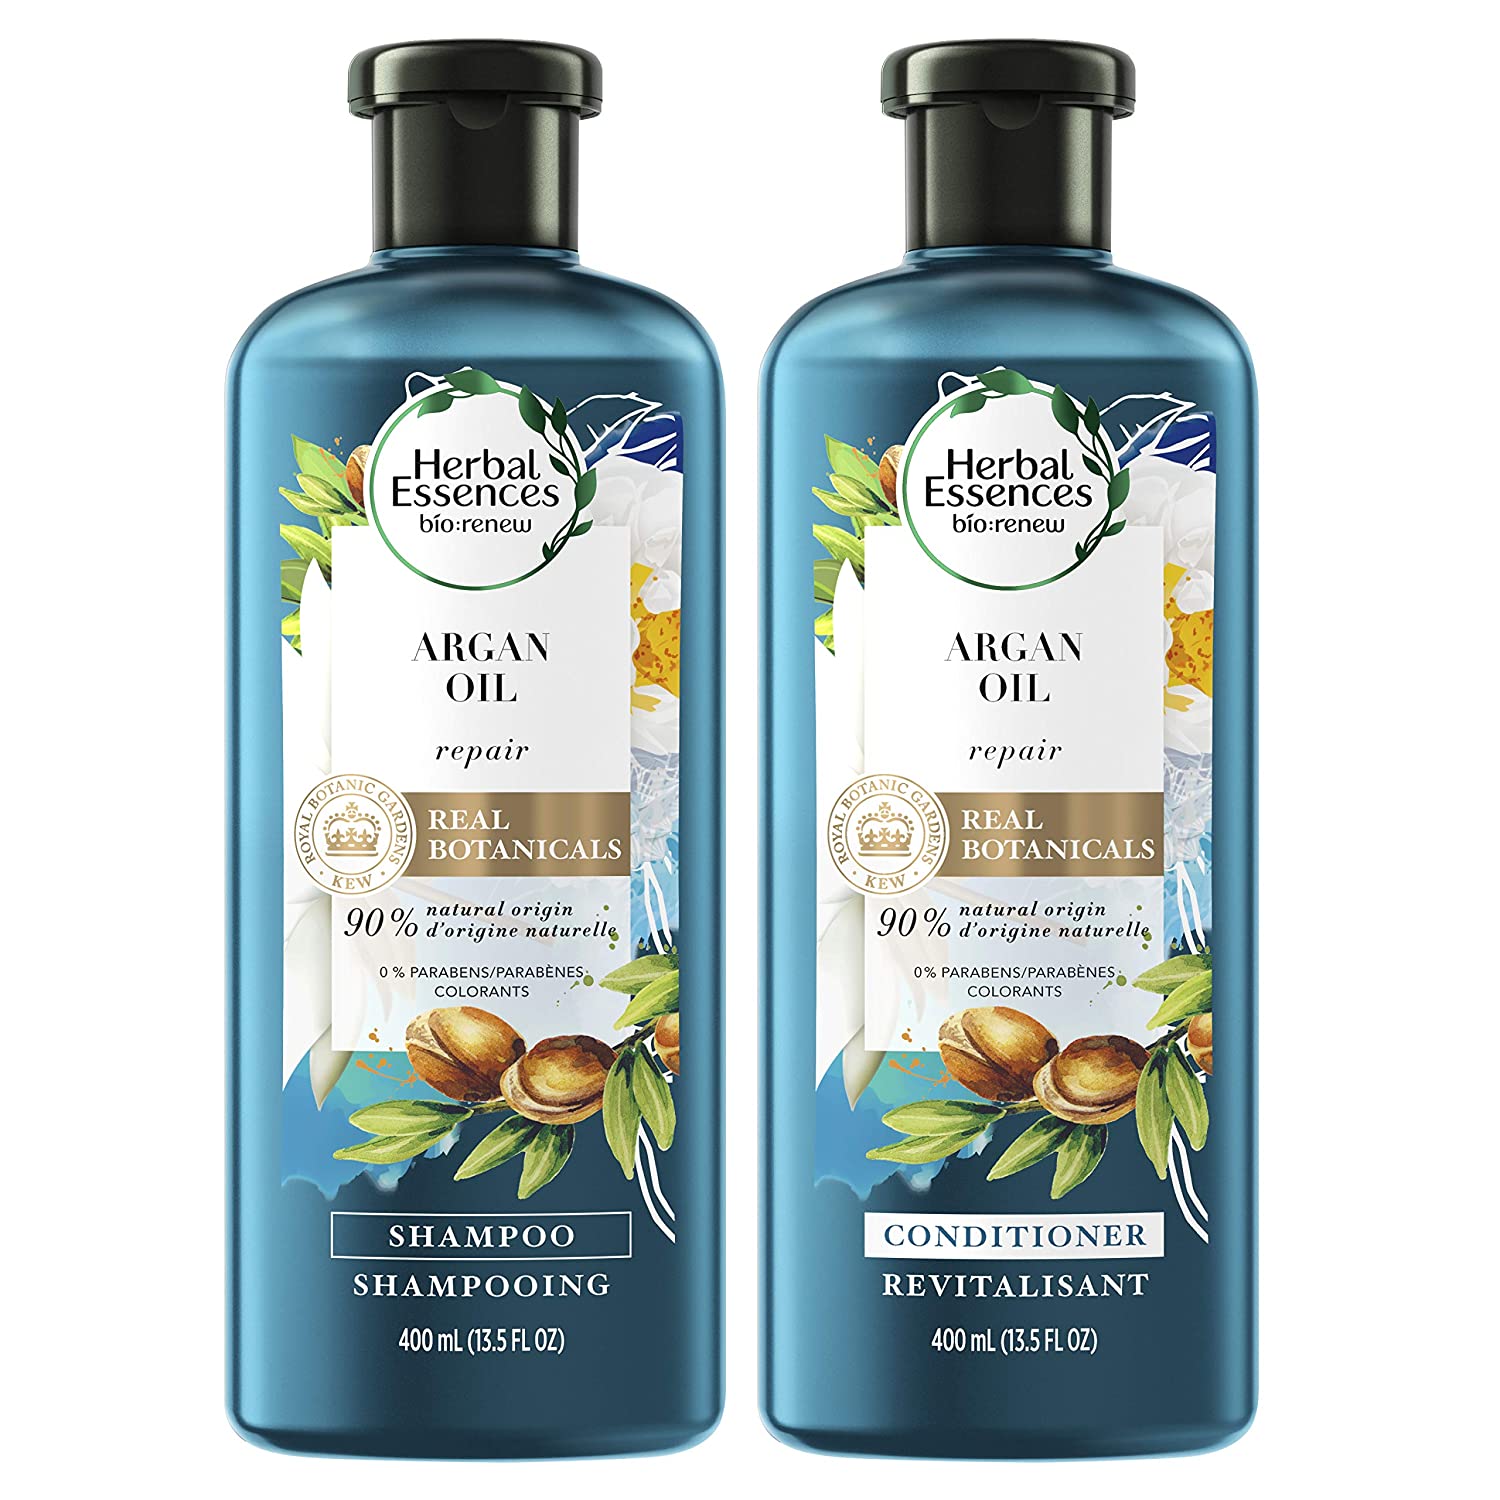 Herbal
Essences
bío:renew
ARGAN
OIL
repair
ROYAL BOTANIC GARDENS
· KEW ·
REAL
BOTANICALS
90% natural origin
d'origine naturelle
0 % PARABENS/PARABÈNES
COLORANTS
SHAMPOO
SHAMPOOING
400 mL (13.5 FL OZ)
Herbal
Essences
bío:renew
ARGAN
OIL
repair
ROYAL BOTANIC GARDENS
· KEW ·
REAL
BOTANICALS
90% natural origin
d'origine naturelle
0% PARABENS/PARABÈNES
COLORANTS
CONDITIONER
REVITALISANT
400 mL (13.5 FL OZ)